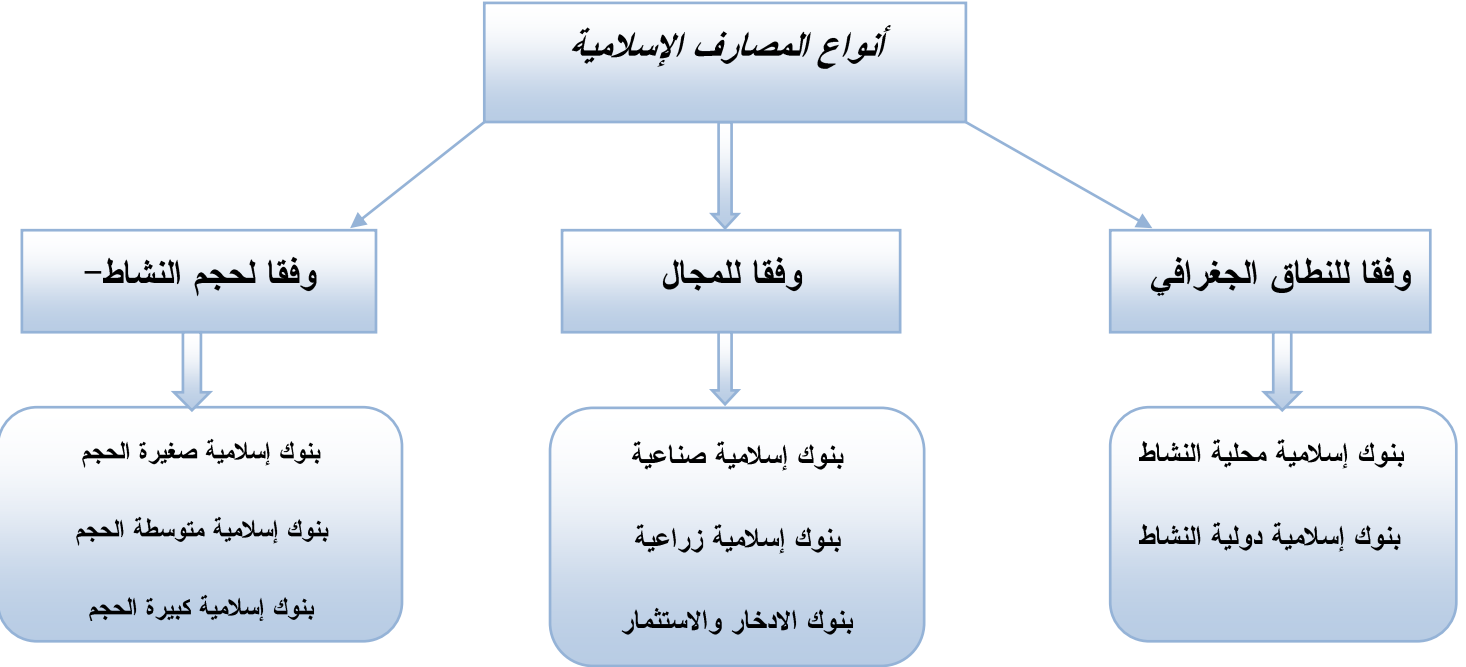 أنواع المصارف الإسلامية
وفقا للنطاق الجغرافي
وفقا للمجال
وفقا لحجم النشاط-
بنوك إسلامية محلية النشاط
بنوك إسلامية دولية النشاط
بنوك إسلامية صناعية
بنوك إسلامية زراعية
بنوك الادخار والاستثمار
بنوك إسلامية صغيرة الحجم
بنوك إسلامية متوسطة الحجم
بنوك إسلامية كبيرة الحجم